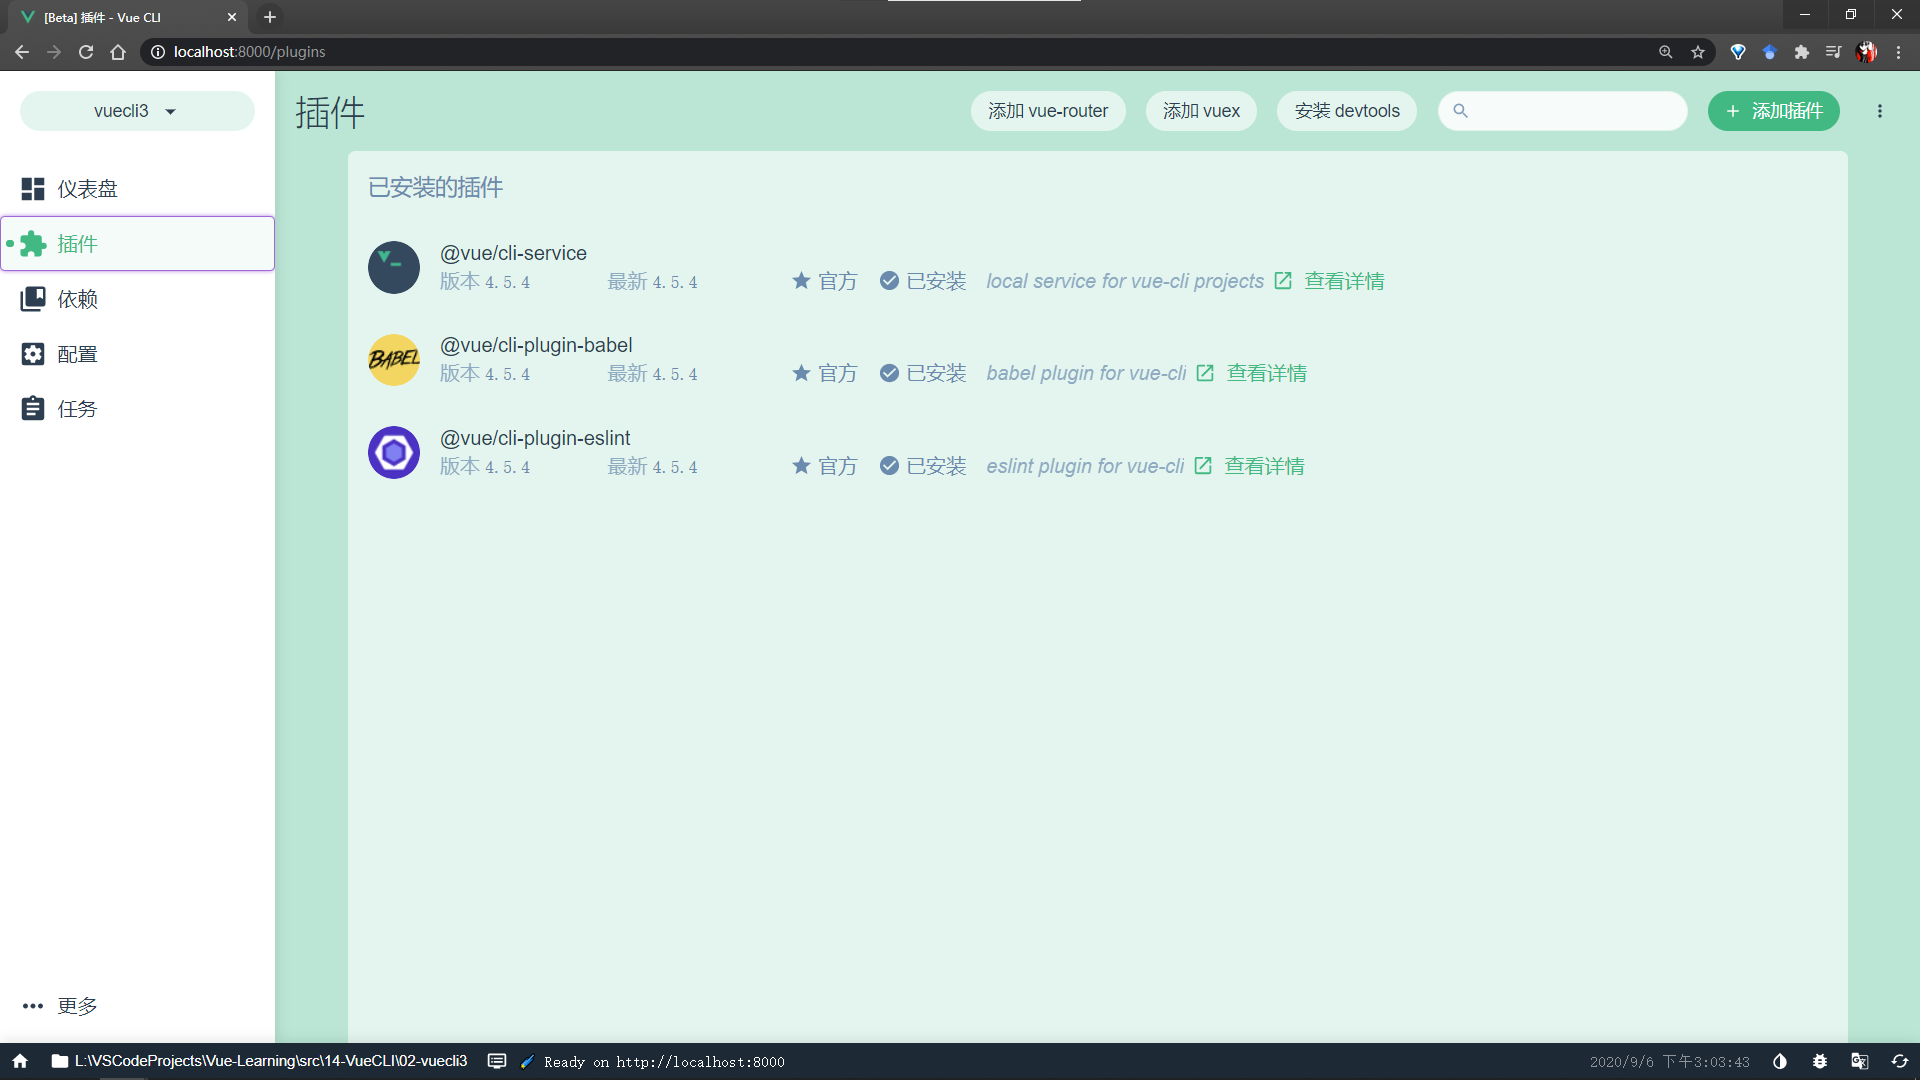 [Beta] 插件 - Vue CLI
localhost:8000/plugins
vuecli3
仪表盘
插件
依赖
配置
任务
更多
插件
添加 vue-router
添加 vuex
安装 devtools
添加插件
已安装的插件
@vue/cli-service
版本 4.5.4 最新 4.5.4 官方 已安装 local service for vue-cli projects 查看详情
BABEL
@vue/cli-plugin-babel
版本 4.5.4 最新 4.5.4 官方 已安装 babel plugin for vue-cli 查看详情
@vue/cli-plugin-eslint
版本 4.5.4 最新 4.5.4 官方 已安装 eslint plugin for vue-cli 查看详情
L:\VSCodeProjects\Vue-Learning\src\14-VueCLI\02-vuecli3
Ready on http://localhost:8000
2020/9/6 下午3:03:43